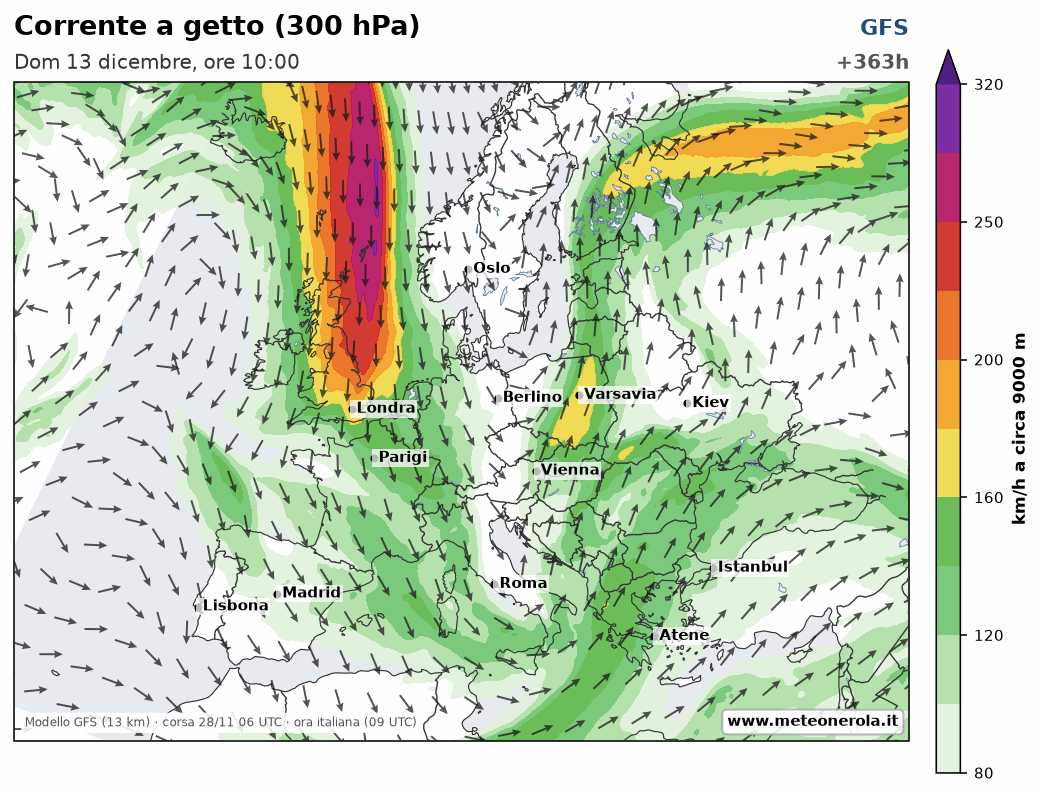 Corrente a getto (300 hPa)
GFS
Dom 13 dicembre, ore 10:00
+363h
320
250
200
160
120
80
km/h a circa 9000 m
Oslo
Berlino
Varsavia
Kiev
Londra
Parigi
Vienna
Istanbul
Roma
Madrid
Lisbona
Atene
Modello GFS (13 km) · corsa 28/11 06 UTC · ora italiana (09 UTC)
www.meteonerola.it